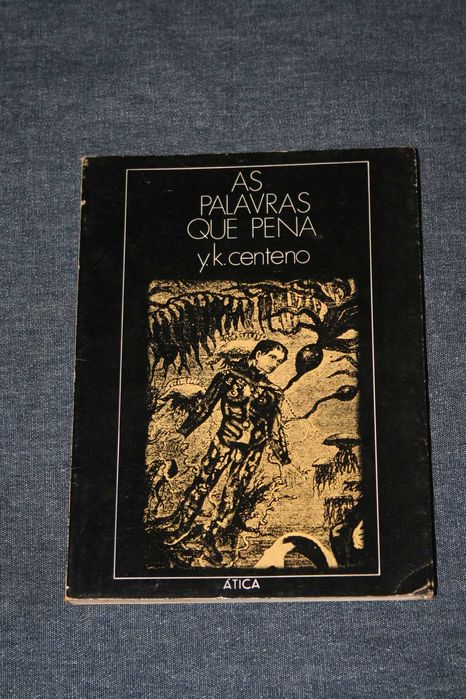 AS
PALAVRAS
QUE PENA
y.k.centeno
ÁTICA